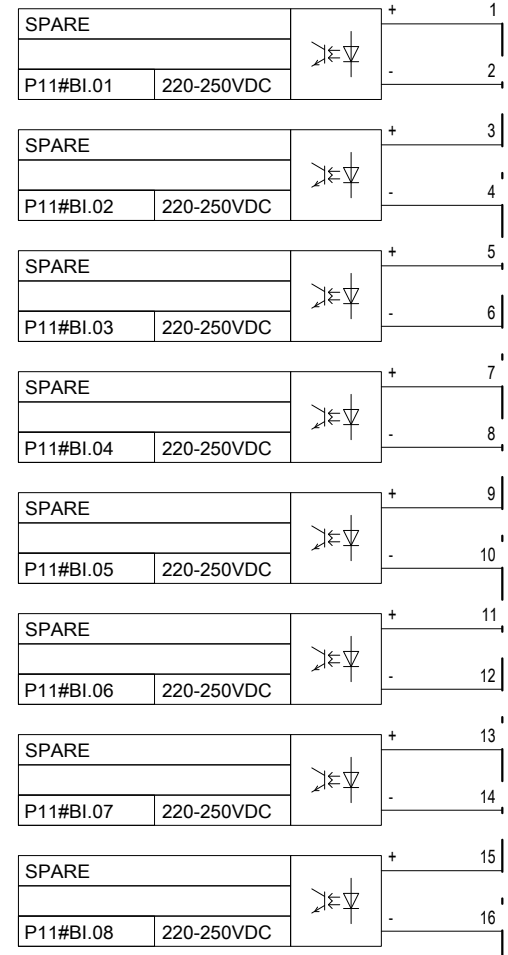 SPARE + 1
P11#BI.01 220-250VDC - 2
SPARE + 3
P11#BI.02 220-250VDC - 4
SPARE + 5
P11#BI.03 220-250VDC - 6
SPARE + 7
P11#BI.04 220-250VDC - 8
SPARE + 9
P11#BI.05 220-250VDC - 10
SPARE + 11
P11#BI.06 220-250VDC - 12
SPARE + 13
P11#BI.07 220-250VDC - 14
SPARE + 15
P11#BI.08 220-250VDC - 16